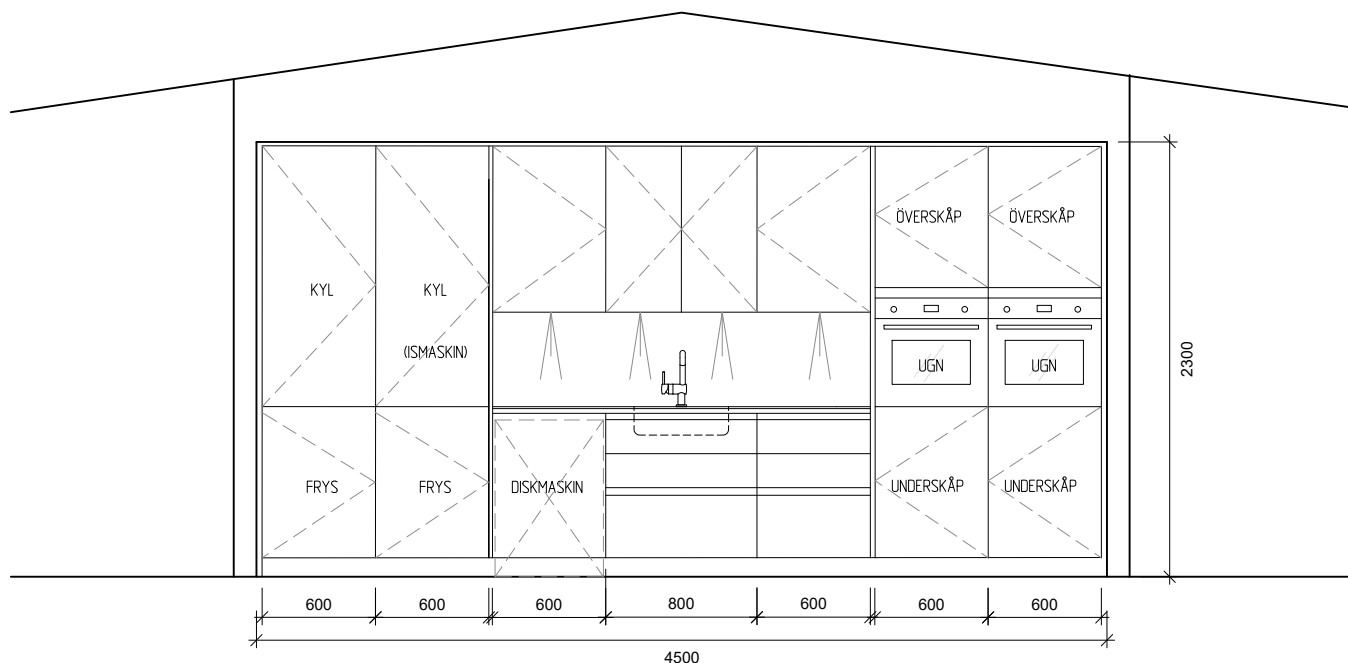 ÖVERSKÅP ÖVERSKÅP
KYL KYL
(ISMASKIN)
UGN UGN
2300
FRYS FRYS DISKMASKIN UNDERSKÅP UNDERSKÅP
600 600 600 800 600 600 600
4500